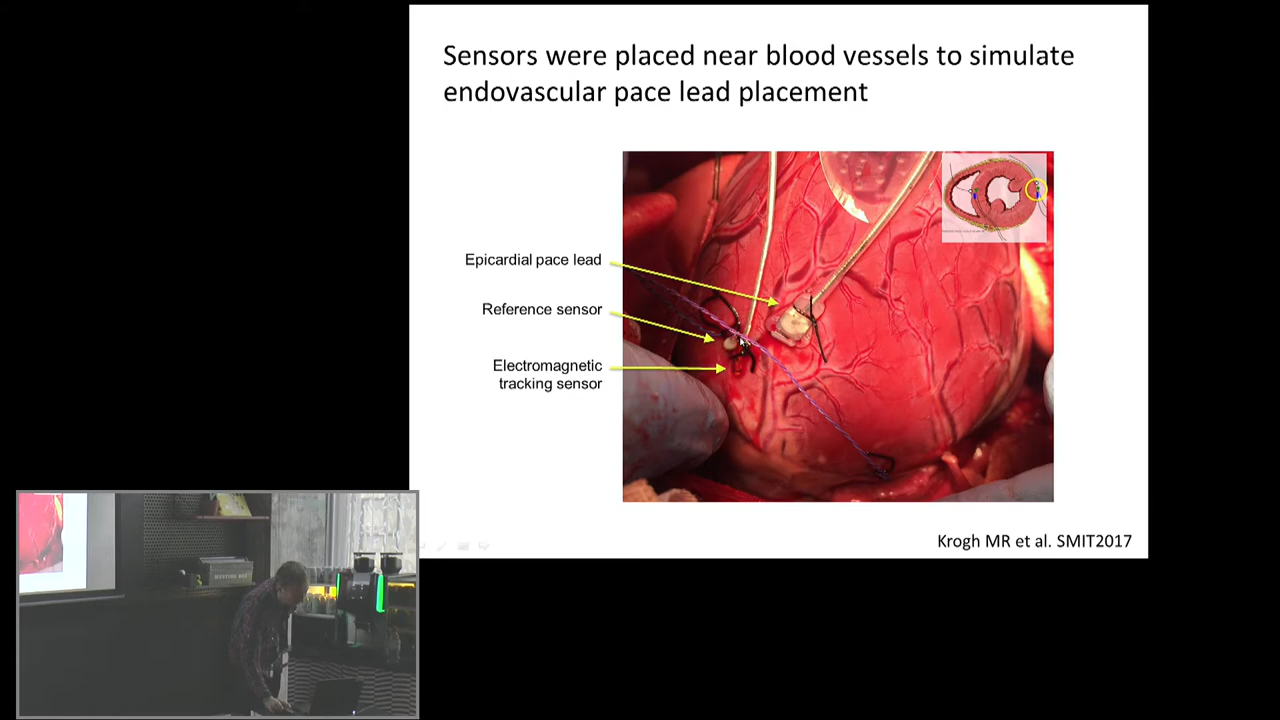 Sensors were placed near blood vessels to simulate
endovascular pace lead placement
Epicardial pace lead
Reference sensor
Electromagnetic
tracking sensor
Krogh MR et al. SMIT2017